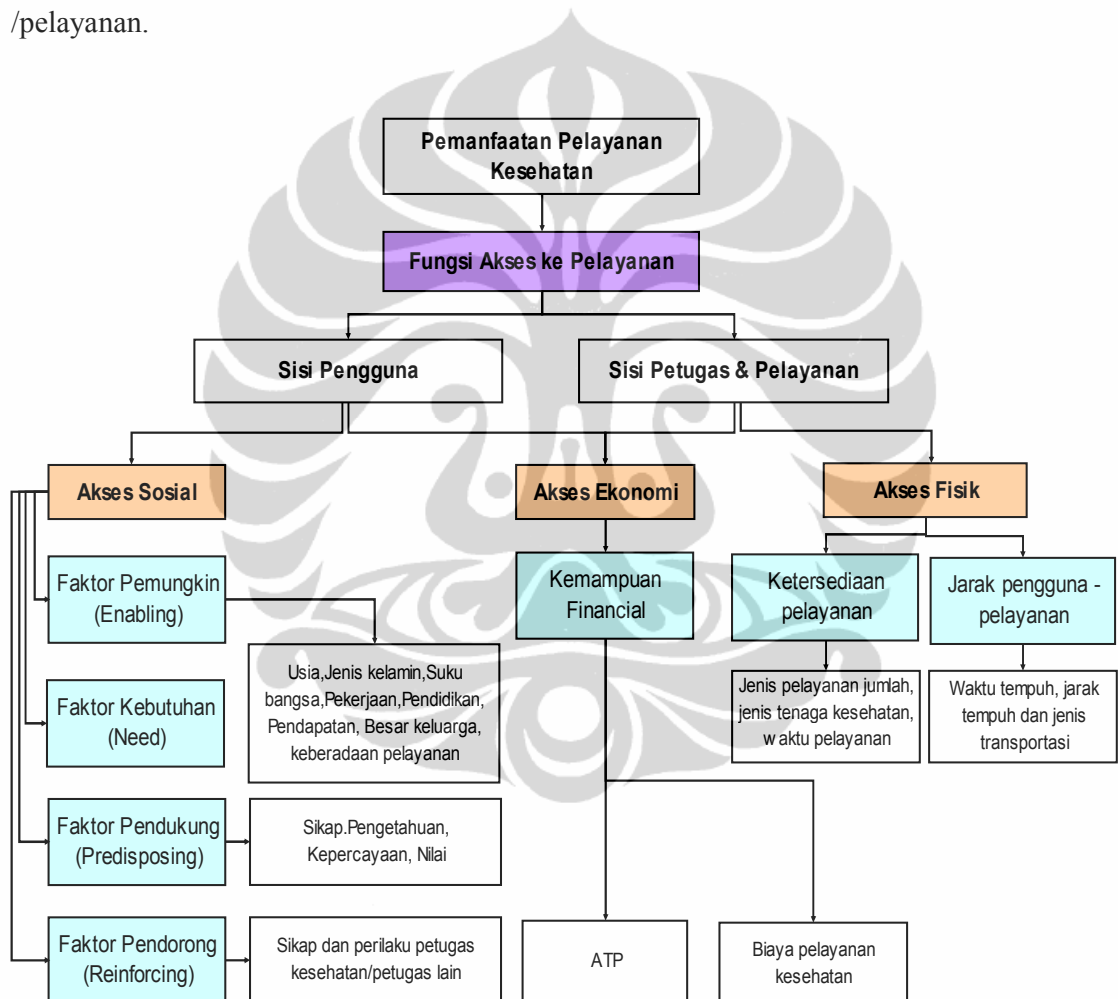 /pelayanan.
Pemanfaatan Pelayanan
Kesehatan
Fungsi Akses ke Pelayanan
Sisi Pengguna
Sisi Petugas & Pelayanan
Akses Sosial
Akses Ekonomi
Akses Fisik
Faktor Pemungkin
(Enabling)
Kemampuan
Financial
Ketersediaan
pelayanan
Jarak pengguna -
pelayanan
Usia,Jenis kelamin,Suku
bangsa,Pekerjaan,Pendidikan,
Pendapatan, Besar keluarga,
keberadaan pelayanan
Jenis pelayanan jumlah,
jenis tenaga kesehatan,
waktu pelayanan
Waktu tempuh, jarak
tempuh dan jenis
transportasi
Faktor Kebutuhan
(Need)
Faktor Pendukung
(Predisposing)
Sikap.Pengetahuan,
Kepercayaan, Nilai
Faktor Pendorong
(Reinforcing)
Sikap dan perilaku petugas
kesehatan/petugas lain
ATP
Biaya pelayanan
kesehatan